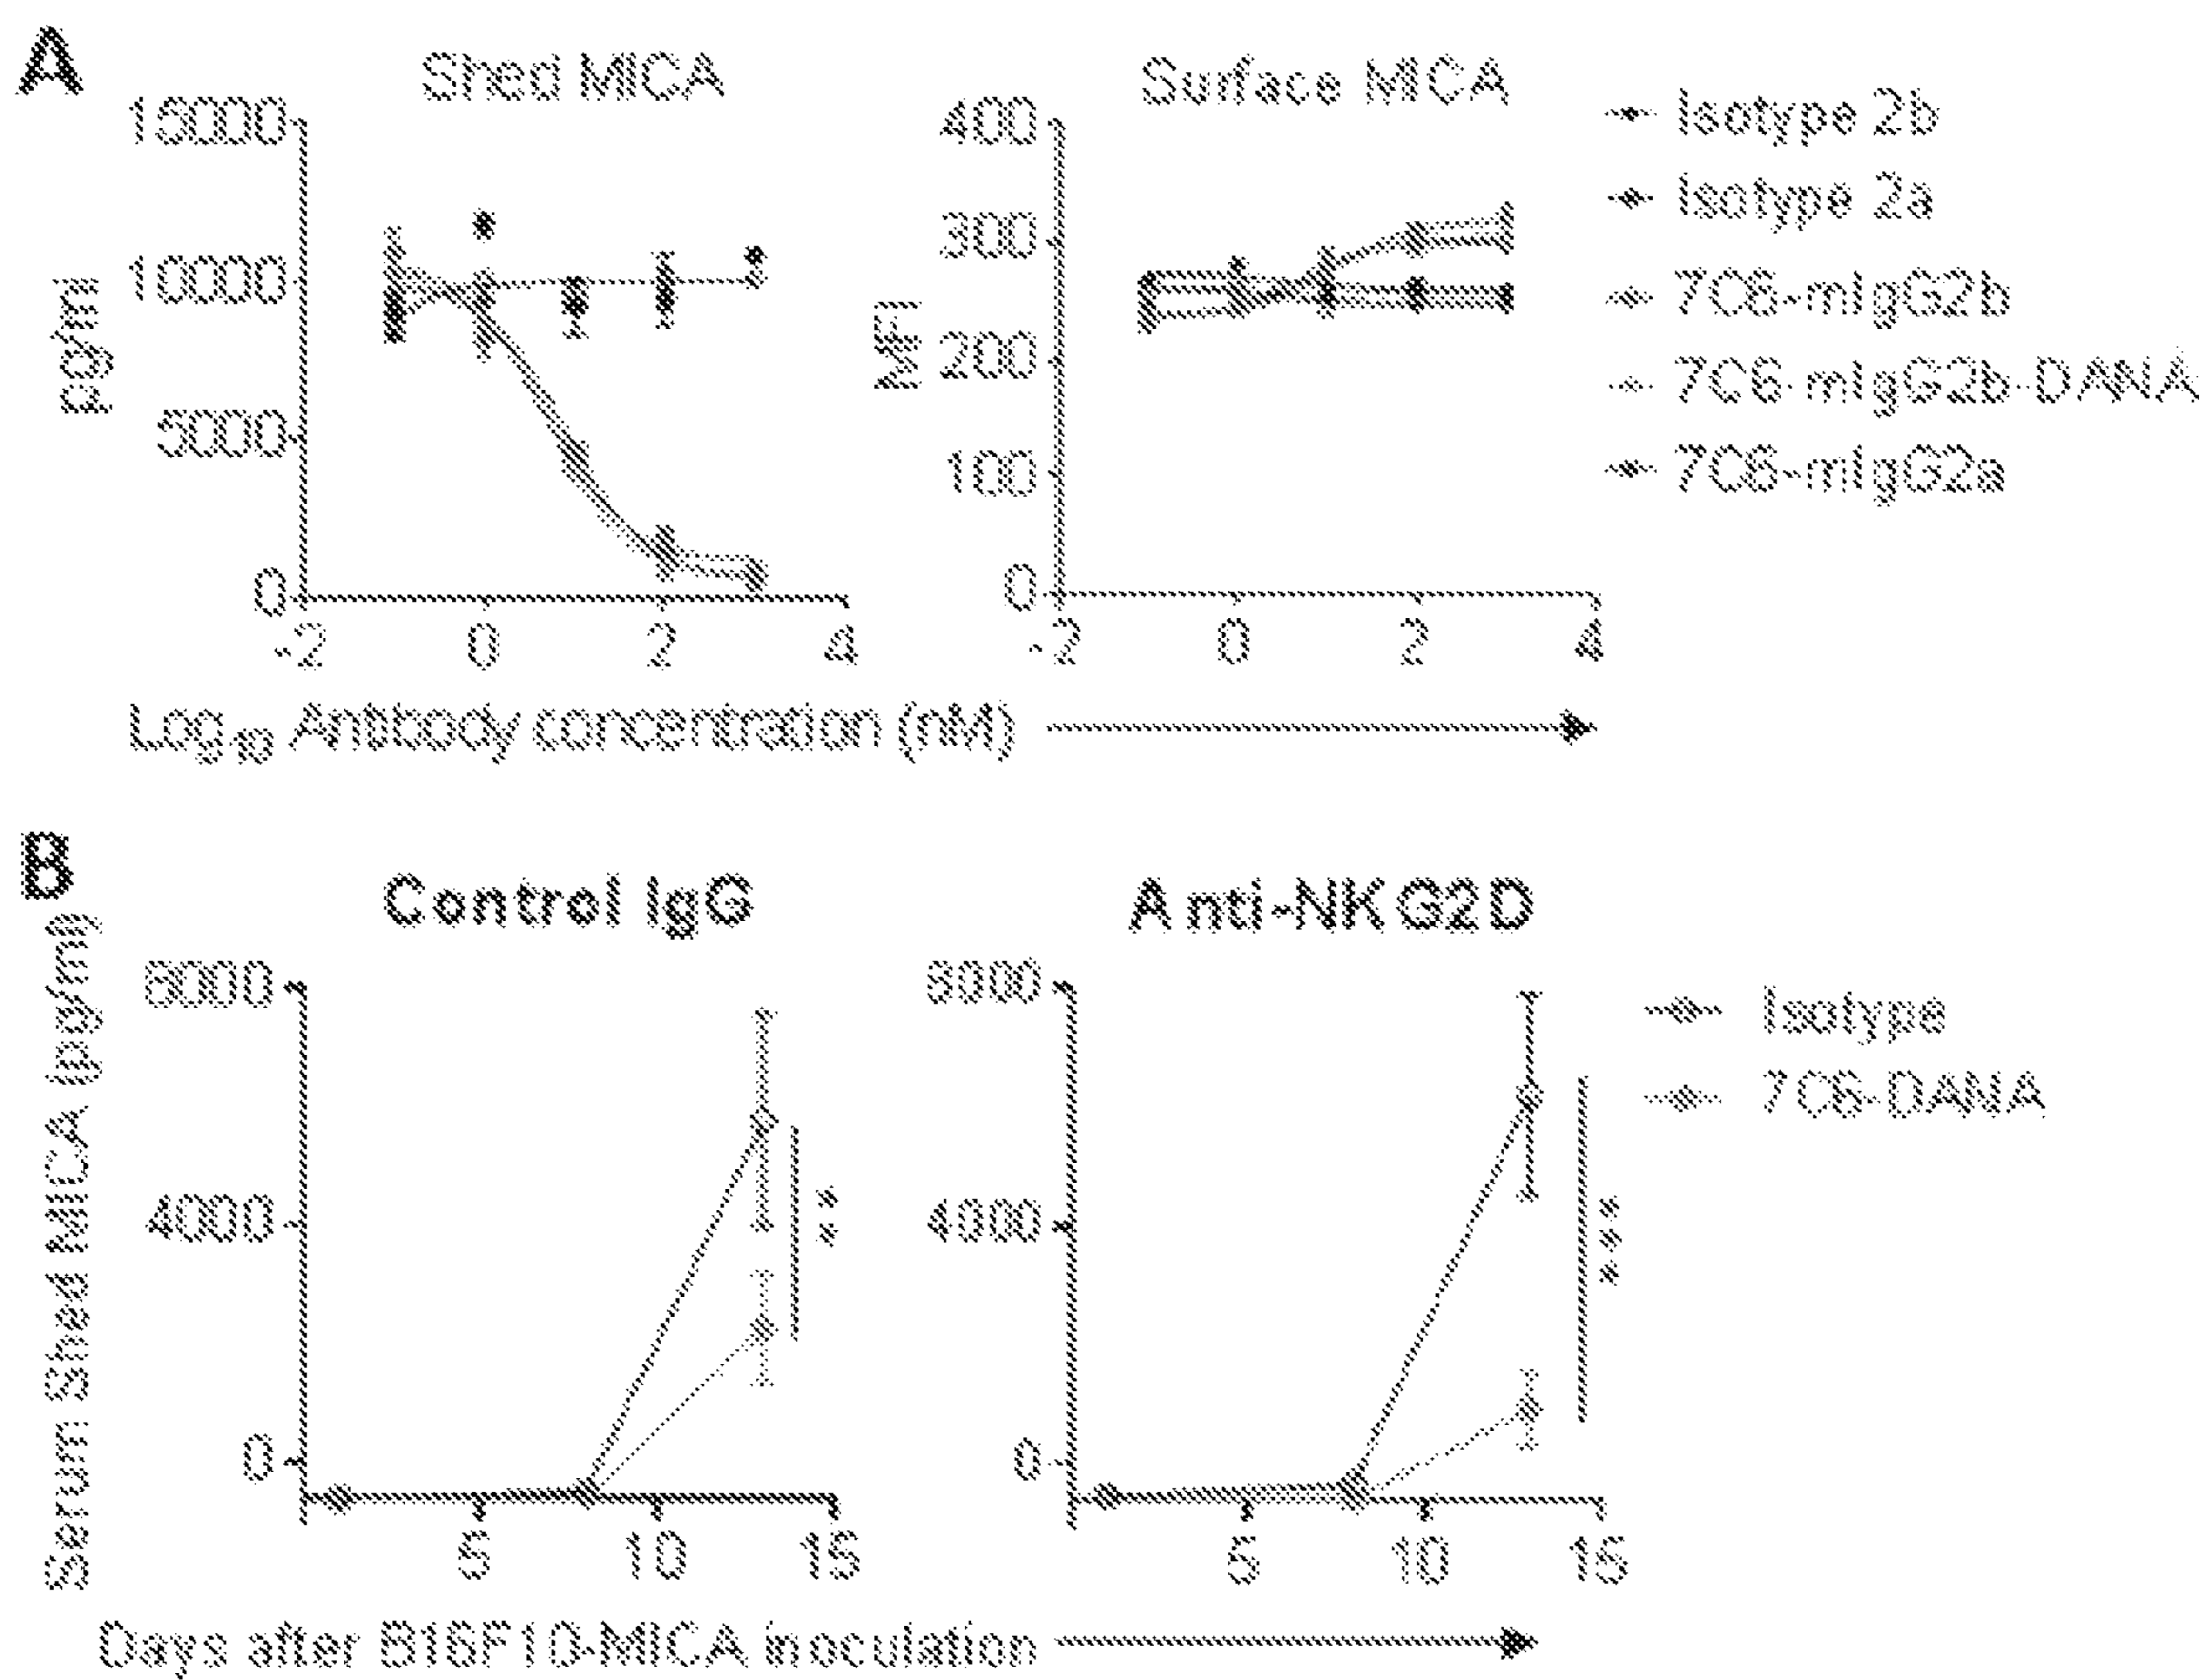 A
Shed MICA
Surface MICA
15000
10000
5000
0
pg/ml
-2 0 2 4
400
300
200
100
0
MFI
-2 0 2 4
Isotype 2b
Isotype 2a
7C6-mIgG2b
7C6-mIgG2b-DANA
7C6-mIgG2a
Log10 Antibody concentration (nM)
B
Control IgG
Anti-NKG2D
Serum Shed MICA (pg/ml)
8000
4000
0
5 10 15
**
8000
4000
0
5 10 15
***
Isotype
7C6-DANA
Days after B16F10-MICA inoculation